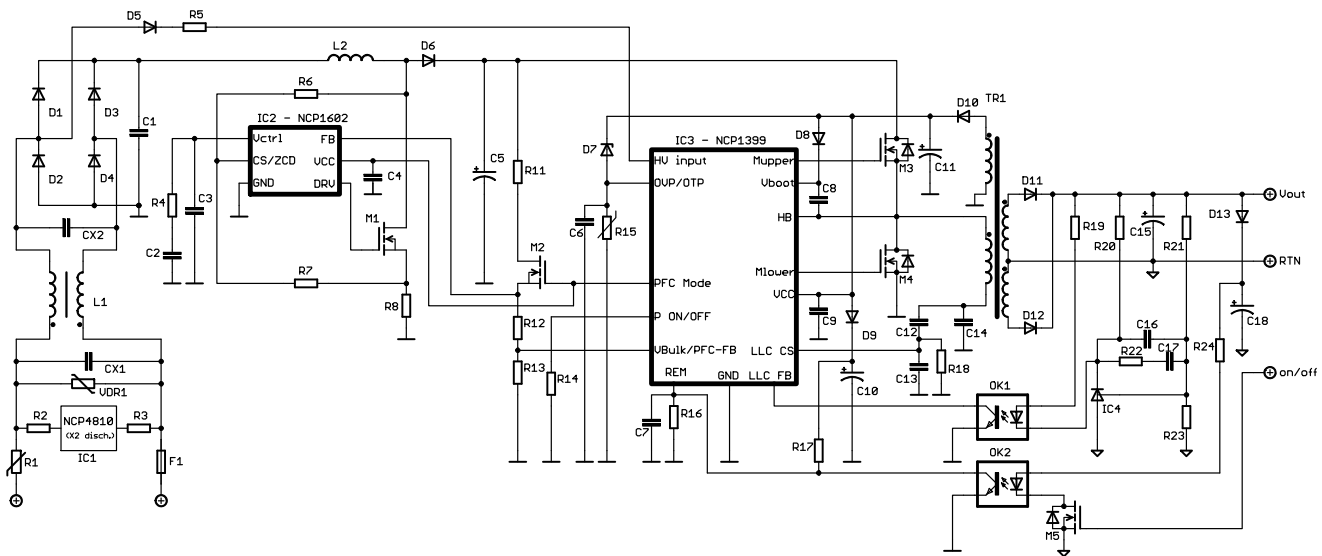 D5
R5
L2
D6
D10
TR1
R6
IC2 - NCP1602
IC3 - NCP1399
D1
D3
C1
Vctrl
FB
CS/ZCD
VCC
GND
DRV
C4
C5
R11
D7
HV input
Mupper
OVP/OTP
Vboot
HB
D8
C8
M3
C11
D11
Vout
D2
D4
R4
C3
M1
CX2
C2
C6
R15
R19
R20
C15
R21
D13
RTN
M2
R7
L1
R8
PFC Mode
Mlower
VCC
M4
C9
D9
C12
C14
D12
C18
R12
P ON/OFF
VBulk/PFC-FB
LLC CS
REM
GND
LLC FB
C16
R22
C17
R24
CX1
R13
R14
C13
R18
C10
OK1
IC4
on/off
VDR1
R2
NCP4810
(X2 disch.)
R3
IC1
C7
R16
R17
R23
R1
F1
OK2
M5